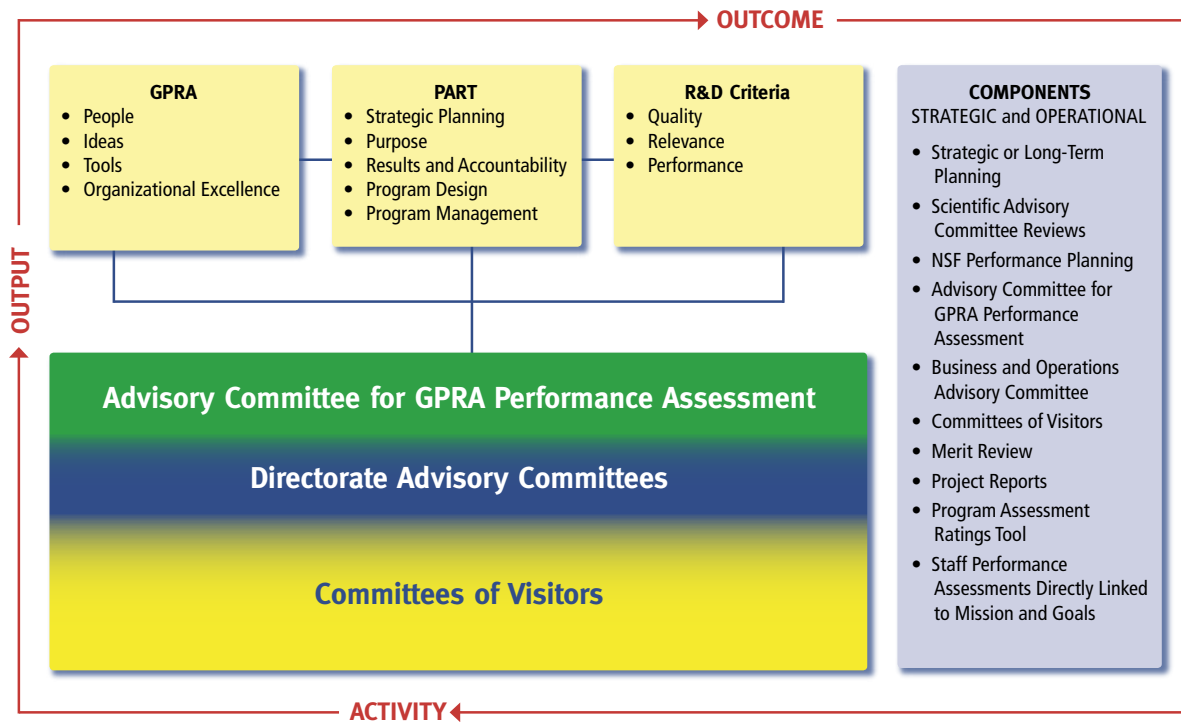 OUTCOME
GPRA
• People
• Ideas
• Tools
• Organizational Excellence
PART
• Strategic Planning
• Purpose
• Results and Accountability
• Program Design
• Program Management
R&D Criteria
• Quality
• Relevance
• Performance
COMPONENTS
STRATEGIC and OPERATIONAL
• Strategic or Long-Term
Planning
• Scientific Advisory
Committee Reviews
• NSF Performance Planning
• Advisory Committee for
GPRA Performance
Assessment
• Business and Operations
Advisory Committee
• Committees of Visitors
• Merit Review
• Project Reports
• Program Assessment
Ratings Tool
• Staff Performance
Assessments Directly Linked
to Mission and Goals
OUTPUT
Advisory Committee for GPRA Performance Assessment
Directorate Advisory Committees
Committees of Visitors
ACTIVITY